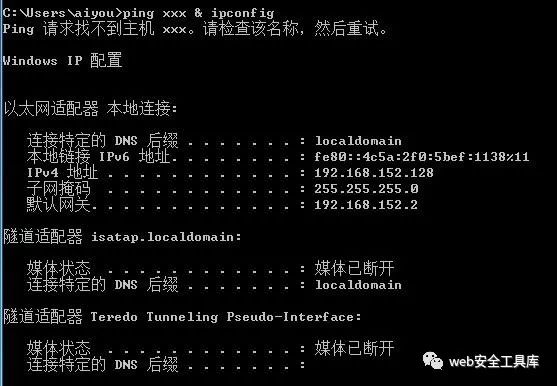 C:\Users\aiyou>ping xxx & ipconfig
Ping 请求找不到主机 xxx。请检查该名称，然后重试。
Windows IP 配置
以太网适配器 本地连接:
连接特定的 DNS 后缀 . . . . . . . : localdomain
本地链接 IPv6 地址. . . . . . . . : fe80::4c5a:2f0:5bef:1138%11
IPv4 地址 . . . . . . . . . . . . : 192.168.152.128
子网掩码 . . . . . . . . . . . . : 255.255.255.0
默认网关. . . . . . . . . . . . . : 192.168.152.2
隧道适配器 isatap.localdomain:
媒体状态 . . . . . . . . . . . . : 媒体已断开
连接特定的 DNS 后缀 . . . . . . . : localdomain
隧道适配器 Teredo Tunneling Pseudo-Interface:
媒体状态 . . . . . . . . . . . . : 媒体已断开
连接特定的 DNS 后缀 . . . . . . . :
web安全工具库